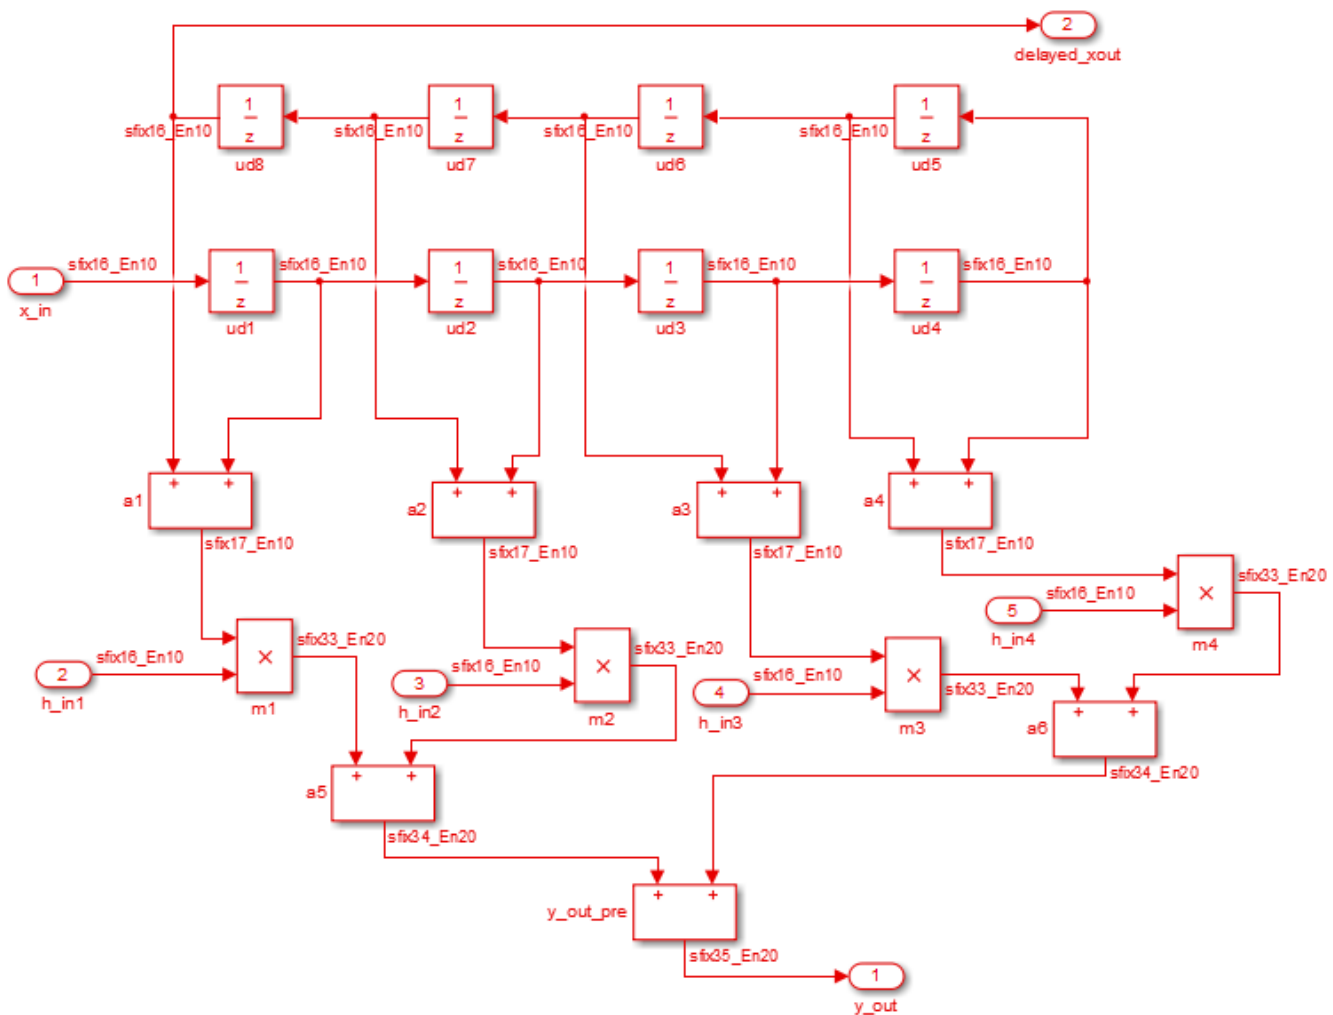 2
delayed_xout
1
z
1
z
1
z
1
z
sfix16_En10
sfix16_En10
sfix16_En10
sfix16_En10
ud8
ud7
ud6
ud5
sfix16_En10
sfix16_En10
sfix16_En10
sfix16_En10
sfix16_En10
1
x_in
1
z
1
z
1
z
1
z
ud1
ud2
ud3
ud4
+ +
+ +
+ +
+ +
a1
a2
a3
a4
sfix17_En10
sfix17_En10
sfix17_En10
sfix17_En10
×
sfix33_En20
sfix16_En10
5
h_in4
m4
sfix16_En10
2
h_in1
×
sfix33_En20
m1
sfix16_En10
3
h_in2
×
sfix33_En20
m2
sfix16_En10
4
h_in3
×
sfix33_En20
m3
+ +
a6
sfix34_En20
+ +
a5
sfix34_En20
+ +
y_out_pre
sfix35_En20
1
y_out